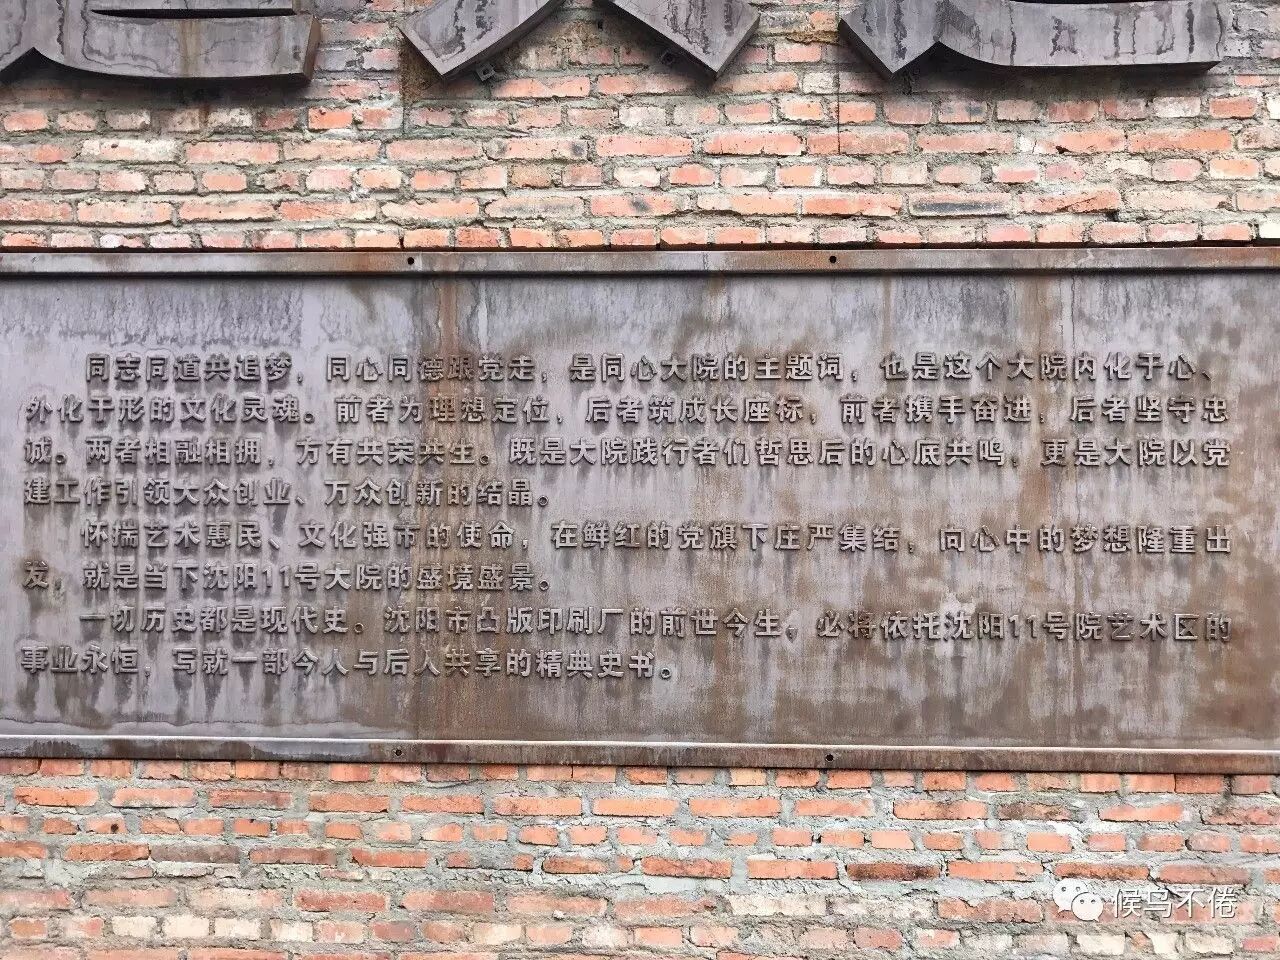 同志同道共追梦，同心同德跟党走，是同心大院的主题词，也是这个大院内化于心、
外化于形的文化灵魂。前者为理想定位，后者筑成长座标，前者携手奋进，后者坚守忠
诚。两者相融相拥，方有共荣共生。既是大院践行者们哲思后的心底共鸣，更是大院以党
建工作引领大众创业、万众创新的结晶。
怀揣艺术惠民、文化强市的使命，在鲜红的党旗下庄严集结，向心中的梦想隆重出
发，就是当下沈阳11号大院的盛境盛景。
一切历史都是现代史。沈阳市凸版印刷厂的前世今生，必将依托沈阳11号院艺术区的
事业永恒，写就一部今人与后人共享的精典史书。
候鸟不倦